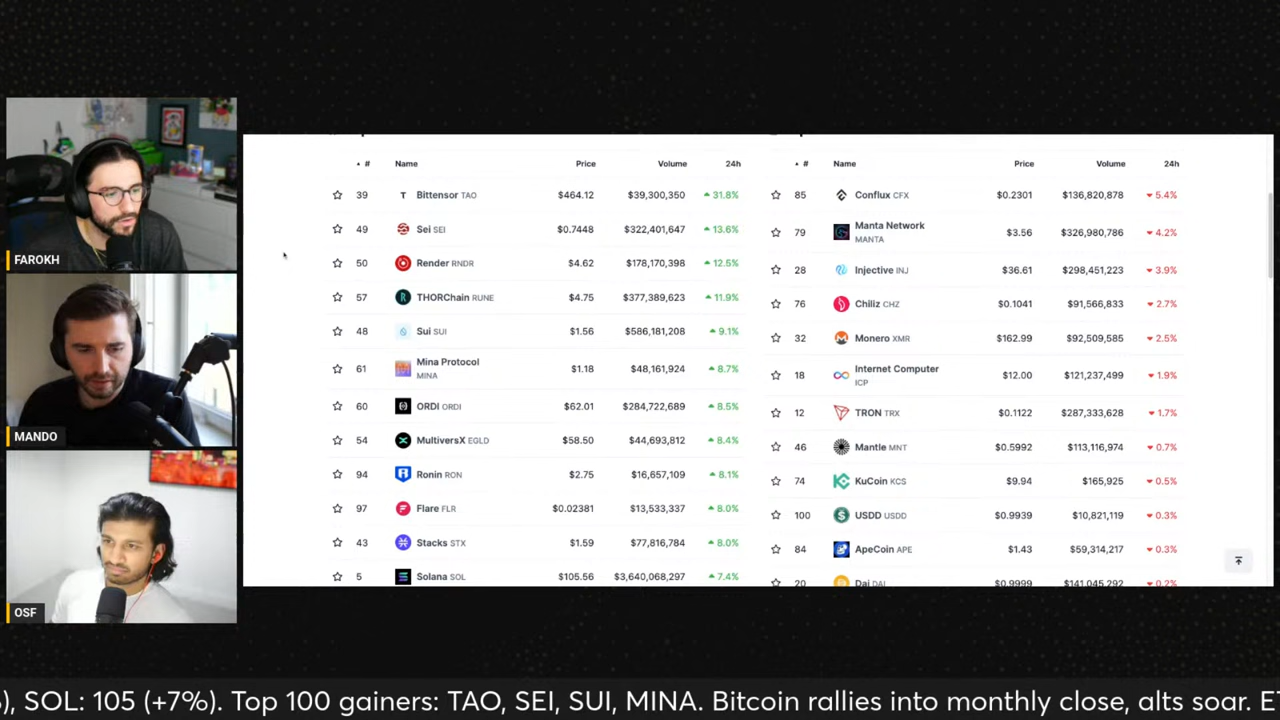 FAROKH
MANDO
OSF
# Name Price Volume 24h
39 T Bittensor TAO $464.12 $39,300,350 31.8%
49 Sei SEI $0.7448 $322,401,647 13.6%
50 Render RNDR $4.62 $178,170,398 12.5%
57 THORChain RUNE $4.75 $377,389,623 11.9%
48 Sui SUI $1.56 $586,181,208 9.1%
61 Mina Protocol MINA $1.18 $48,161,924 8.7%
60 ORDI ORDI $62.01 $284,722,689 8.5%
54 MultiversX EGLD $58.50 $44,693,812 8.4%
94 Ronin RON $2.75 $16,657,109 8.1%
97 Flare FLR $0.02381 $13,533,337 8.0%
43 Stacks STX $1.59 $77,816,784 8.0%
5 Solana SOL $105.56 $3,640,068,297 7.4%
# Name Price Volume 24h
85 Conflux CFX $0.2301 $136,820,878 5.4%
79 Manta Network MANTA $3.56 $326,980,786 4.2%
28 Injective INJ $36.61 $298,451,223 3.9%
76 Chiliz CHZ $0.1041 $91,566,833 2.7%
32 Monero XMR $162.99 $92,509,585 2.5%
18 Internet Computer ICP $12.00 $121,237,499 1.9%
12 TRON TRX $0.1122 $287,333,628 1.7%
46 Mantle MNT $0.5992 $113,116,974 0.7%
74 KuCoin KCS $9.94 $165,925 0.5%
100 USDD USDD $0.9939 $10,821,119 0.3%
84 ApeCoin APE $1.43 $59,314,217 0.3%
20 Dai DAI $0.9999 $141,045,292 0.2%
), SOL: 105 (+7%). Top 100 gainers: TAO, SEI, SUI, MINA. Bitcoin rallies into monthly close, alts soar. E